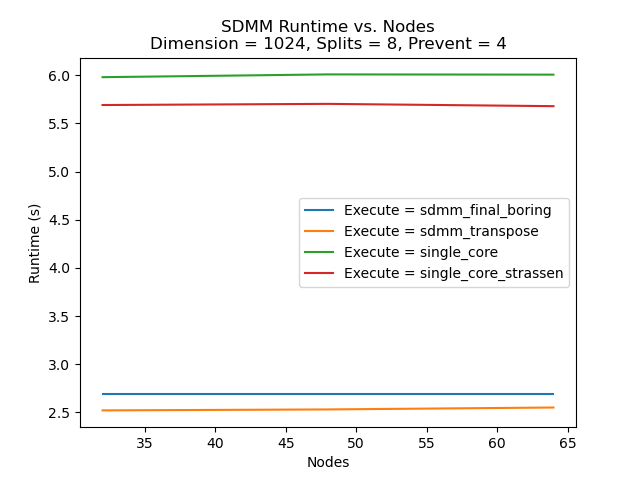 SDMM Runtime vs. Nodes
Dimension = 1024, Splits = 8, Prevent = 4
6.0
5.5
5.0
4.5
4.0
3.5
3.0
2.5
Runtime (s)
Execute = sdmm_final_boring
Execute = sdmm_transpose
Execute = single_core
Execute = single_core_strassen
35 40 45 50 55 60 65
Nodes